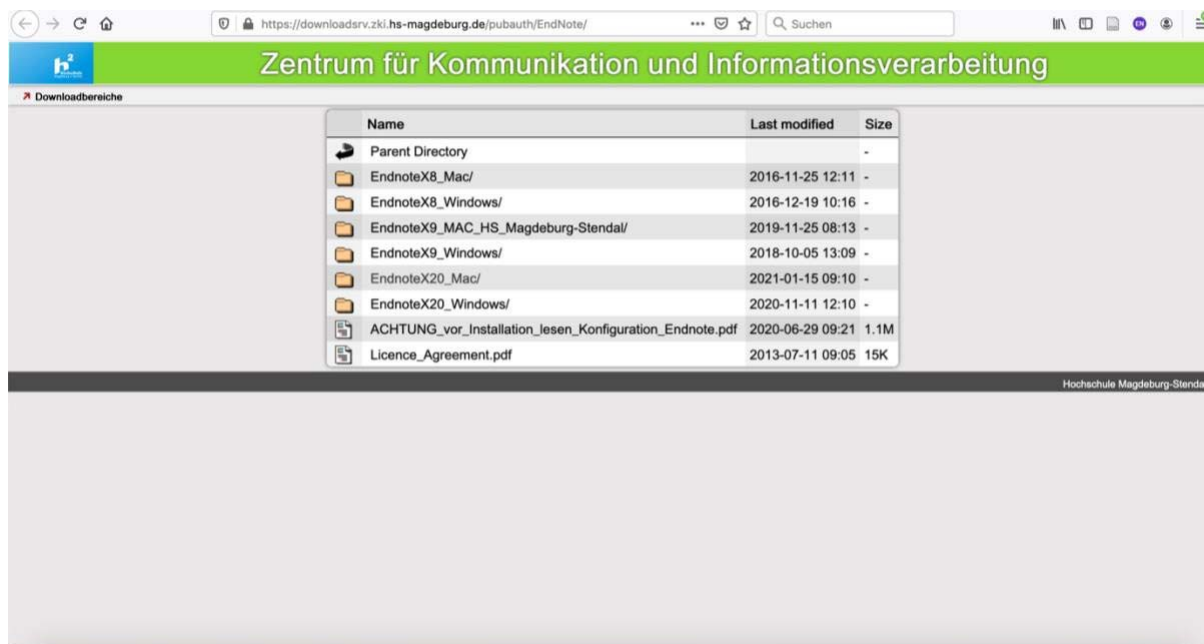 https://downloadsrv.zki.hs-magdeburg.de/pubauth/EndNote/
Suchen
EN
h²
Zentrum für Kommunikation und Informationsverarbeitung
Downloadbereiche
Name Last modified Size
Parent Directory -
EndnoteX8_Mac/ 2016-11-25 12:11 -
EndnoteX8_Windows/ 2016-12-19 10:16 -
EndnoteX9_MAC_HS_Magdeburg-Stendal/ 2019-11-25 08:13 -
EndnoteX9_Windows/ 2018-10-05 13:09 -
EndnoteX20_Mac/ 2021-01-15 09:10 -
EndnoteX20_Windows/ 2020-11-11 12:10 -
ACHTUNG_vor_Installation_lesen_Konfiguration_Endnote.pdf 2020-06-29 09:21 1.1M
Licence_Agreement.pdf 2013-07-11 09:05 15K
Hochschule Magdeburg-Stenda